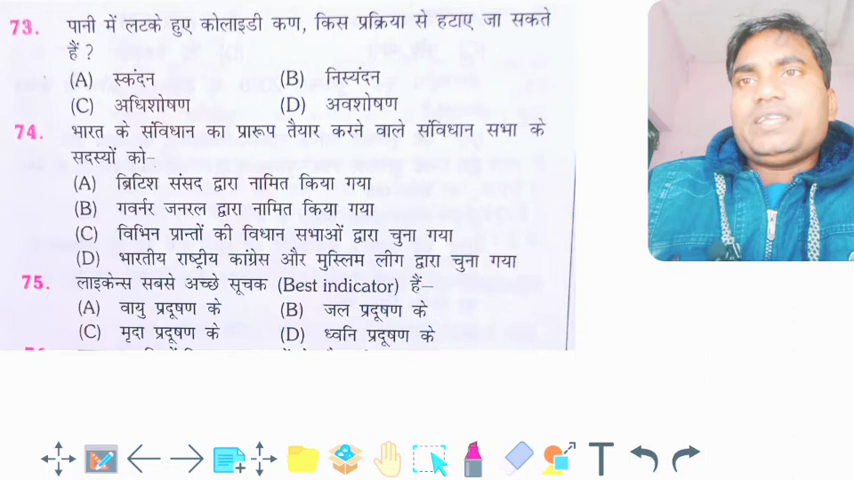 73. पानी में लटके हुए कोलाइडी कण, किस प्रक्रिया से हटाए जा सकते
हैं ?
(A) स्कंदन (B) निस्यंदन
(C) अधिशोषण (D) अवशोषण
74. भारत के संविधान का प्रारूप तैयार करने वाले संविधान सभा के
सदस्यों को–
(A) ब्रिटिश संसद द्वारा नामित किया गया
(B) गवर्नर जनरल द्वारा नामित किया गया
(C) विभिन प्रान्तों की विधान सभाओं द्वारा चुना गया
(D) भारतीय राष्ट्रीय कांग्रेस और मुस्लिम लीग द्वारा चुना गया
75. लाइकेन्स सबसे अच्छे सूचक (Best indicator) हैं–
(A) वायु प्रदूषण के (B) जल प्रदूषण के
(C) मृदा प्रदूषण के (D) ध्वनि प्रदूषण के
T